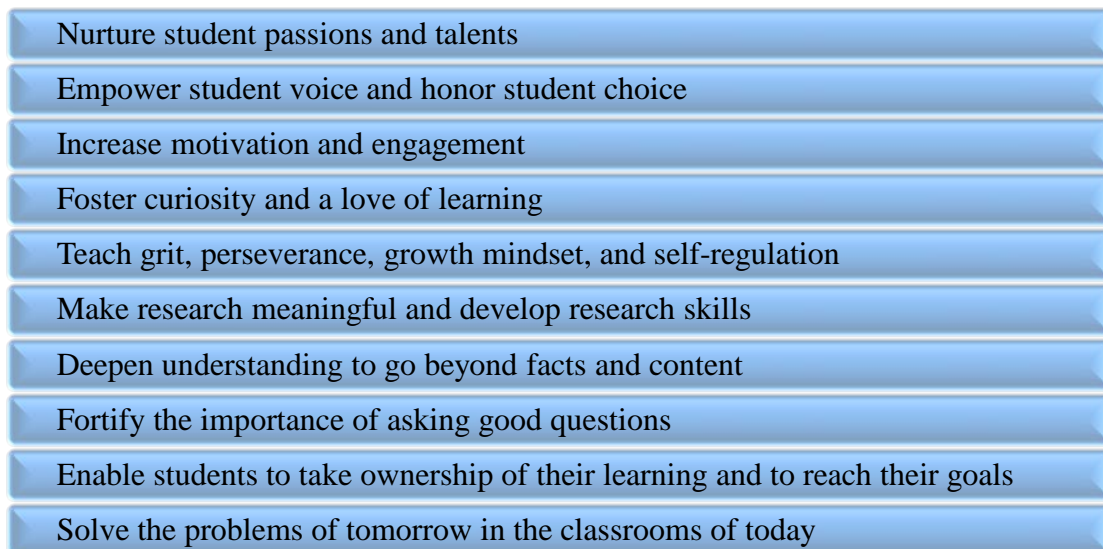 Nurture student passions and talents
Empower student voice and honor student choice
Increase motivation and engagement
Foster curiosity and a love of learning
Teach grit, perseverance, growth mindset, and self-regulation
Make research meaningful and develop research skills
Deepen understanding to go beyond facts and content
Fortify the importance of asking good questions
Enable students to take ownership of their learning and to reach their goals
Solve the problems of tomorrow in the classrooms of today